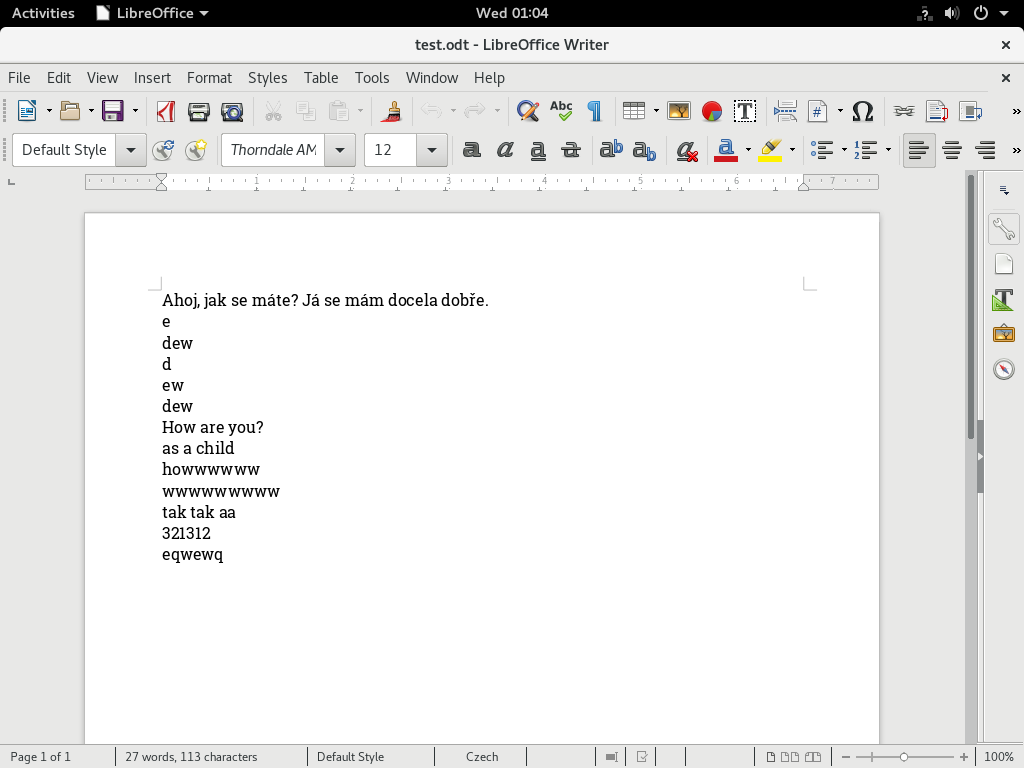 Activities LibreOffice Wed 01:04
test.odt - LibreOffice Writer
File Edit View Insert Format Styles Table Tools Window Help
Abc
Default Style Thorndale AM 12
1 2 3 4 5 6 7
Ahoj, jak se máte? Já se mám docela dobře.
e
dew
d
ew
dew
How are you?
as a child
howwwwww
wwwwwwwww
tak tak aa
321312
eqwewq
Page 1 of 1 27 words, 113 characters Default Style Czech 100%